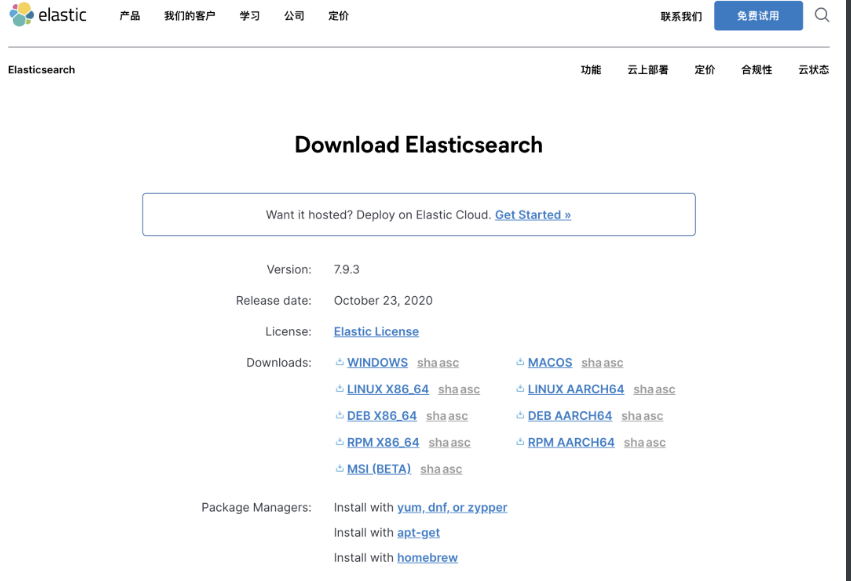 elastic 产品 我们的客户 学习 公司 定价 联系我们 免费试用
Elasticsearch 功能 云上部署 定价 合规性 云状态
Download Elasticsearch
Want it hosted? Deploy on Elastic Cloud. Get Started »
Version: 7.9.3
Release date: October 23, 2020
License: Elastic License
Downloads: WINDOWS sha asc MACOS sha asc
LINUX X86_64 sha asc LINUX AARCH64 sha asc
DEB X86_64 sha asc DEB AARCH64 sha asc
RPM X86_64 sha asc RPM AARCH64 sha asc
MSI (BETA) sha asc
Package Managers: Install with yum, dnf, or zypper
Install with apt-get
Install with homebrew